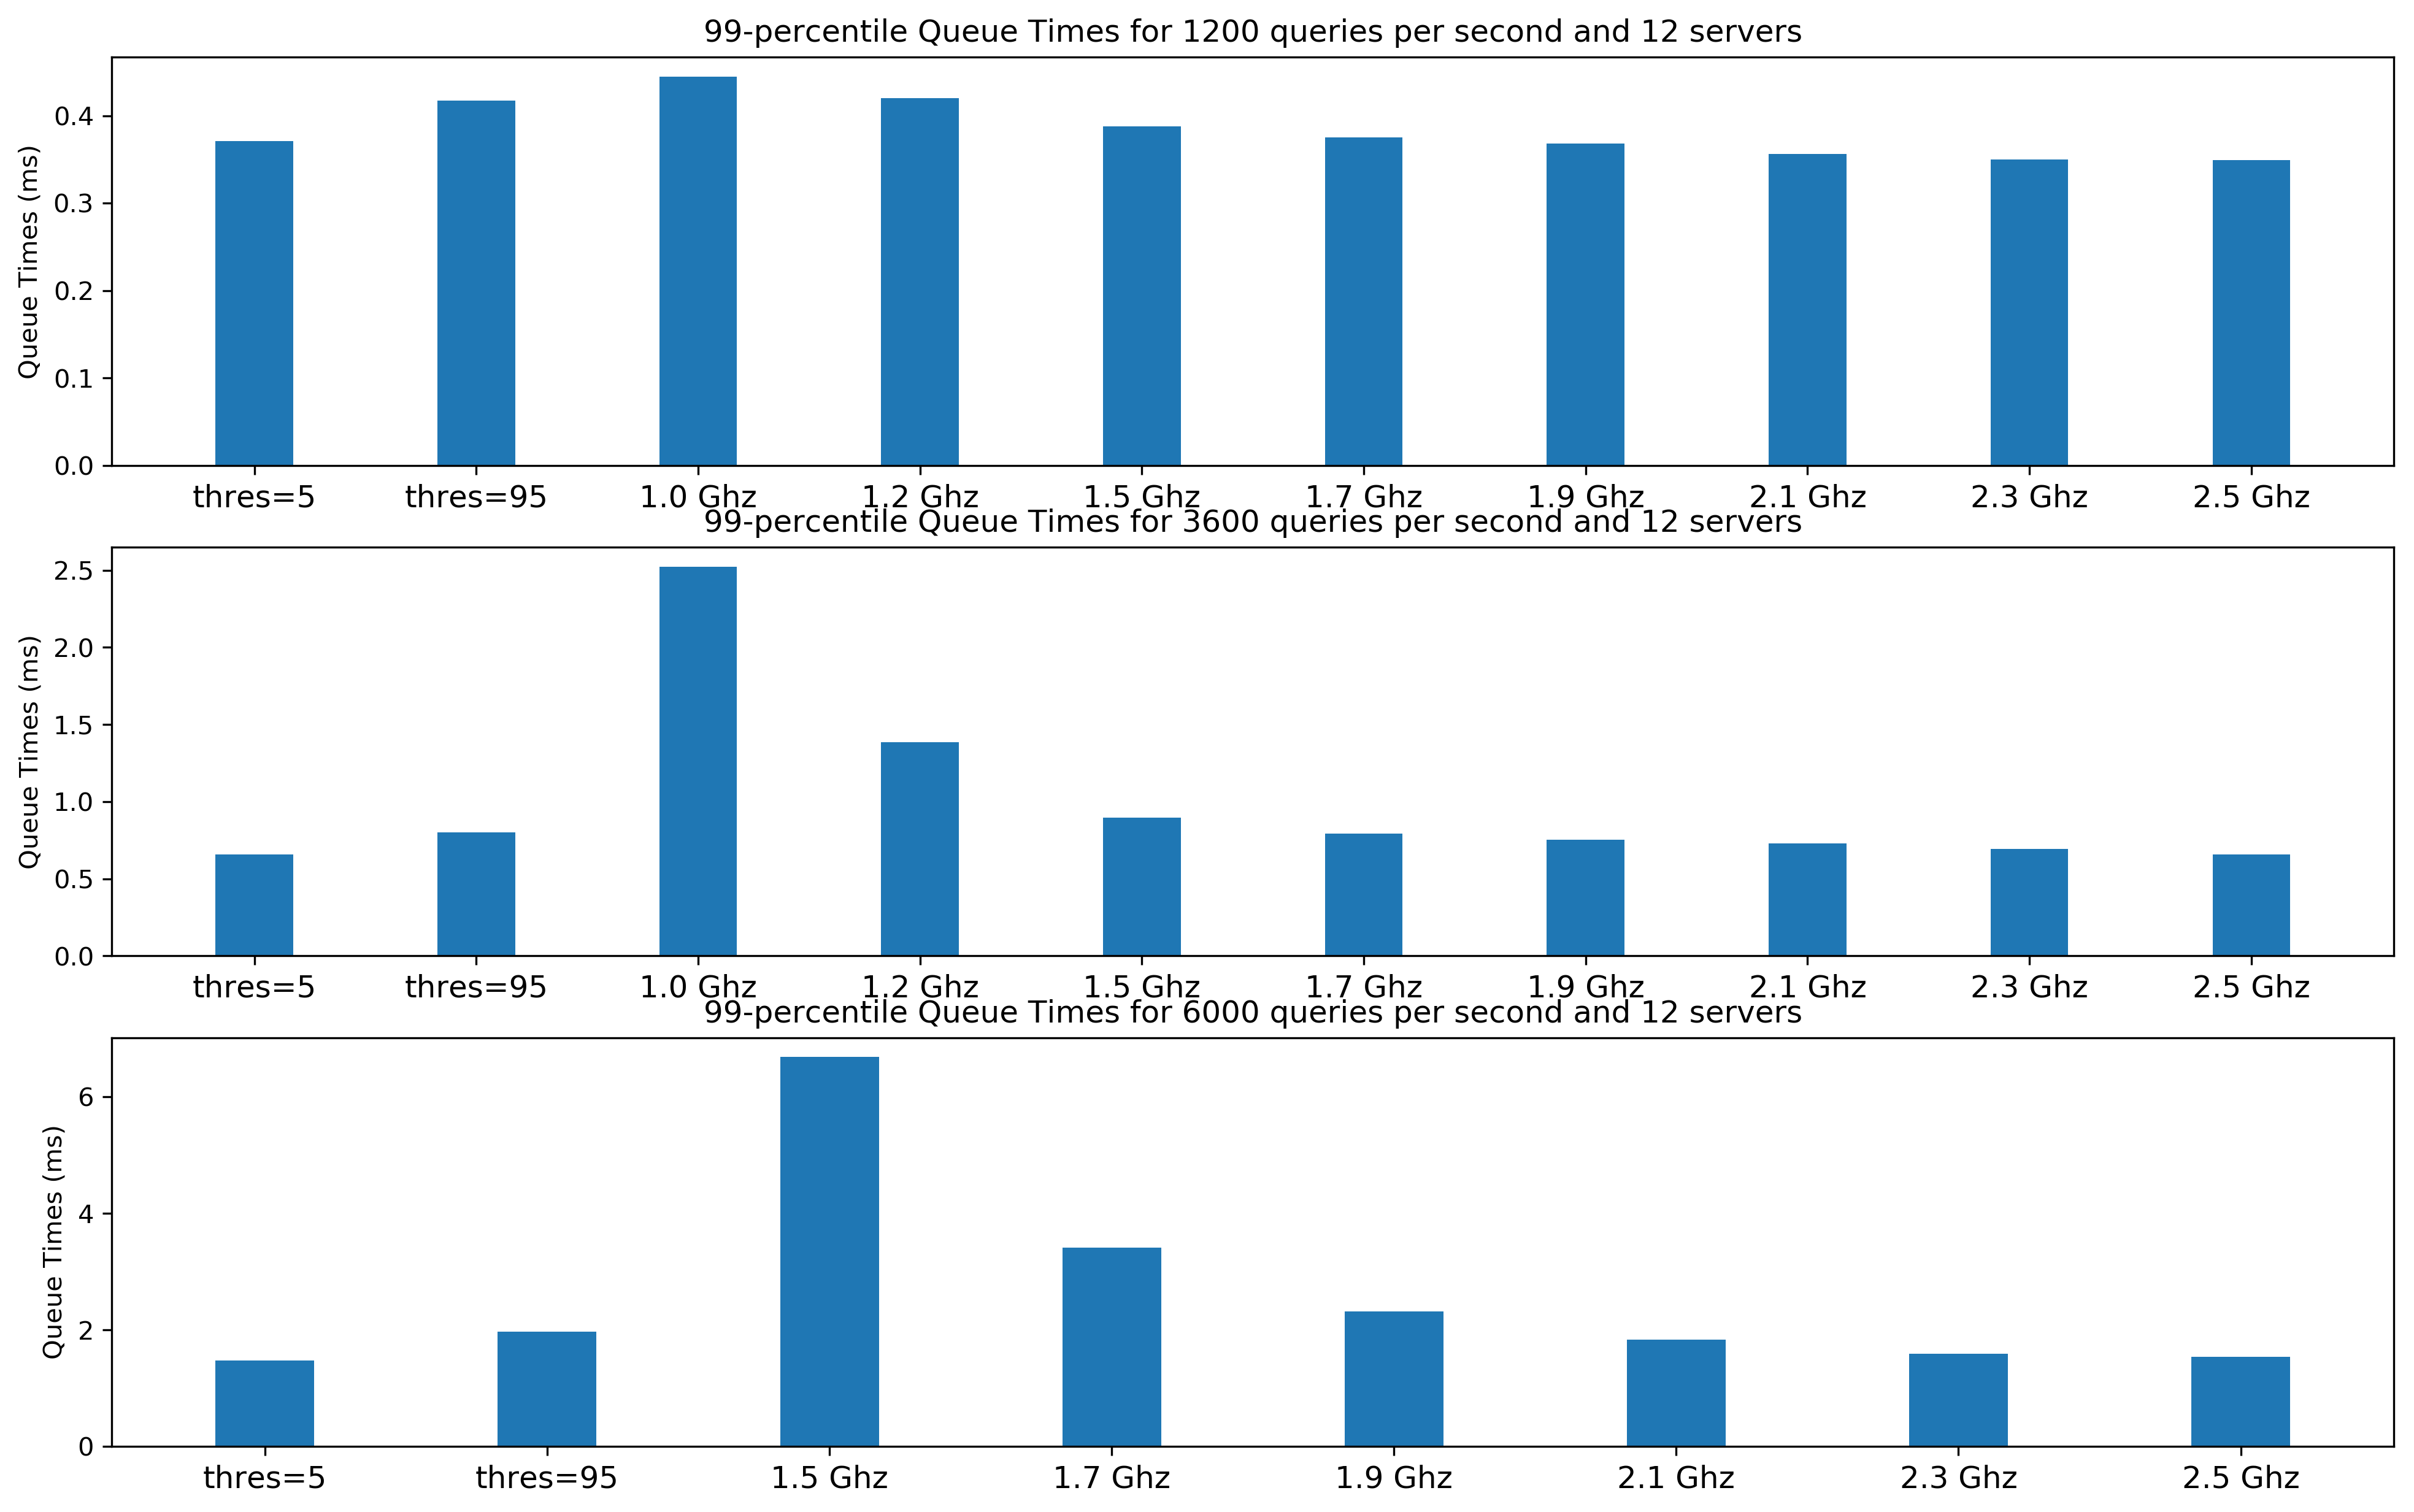 99-percentile Queue Times for 1200 queries per second and 12 servers
Queue Times (ms)
0.4
0.3
0.2
0.1
0.0
thres=5 thres=95 1.0 Ghz 1.2 Ghz 1.5 Ghz 1.7 Ghz 1.9 Ghz 2.1 Ghz 2.3 Ghz 2.5 Ghz
99-percentile Queue Times for 3600 queries per second and 12 servers
Queue Times (ms)
2.5
2.0
1.5
1.0
0.5
0.0
thres=5 thres=95 1.0 Ghz 1.2 Ghz 1.5 Ghz 1.7 Ghz 1.9 Ghz 2.1 Ghz 2.3 Ghz 2.5 Ghz
99-percentile Queue Times for 6000 queries per second and 12 servers
Queue Times (ms)
6
4
2
0
thres=5 thres=95 1.5 Ghz 1.7 Ghz 1.9 Ghz 2.1 Ghz 2.3 Ghz 2.5 Ghz